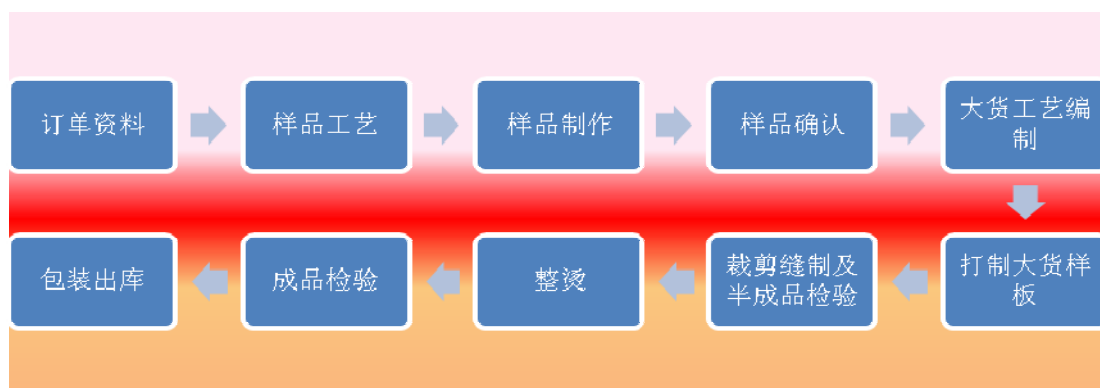 订单资料
样品工艺
样品制作
样品确认
大货工艺编
制
包装出库
成品检验
整烫
裁剪缝制及
半成品检验
打制大货样
板